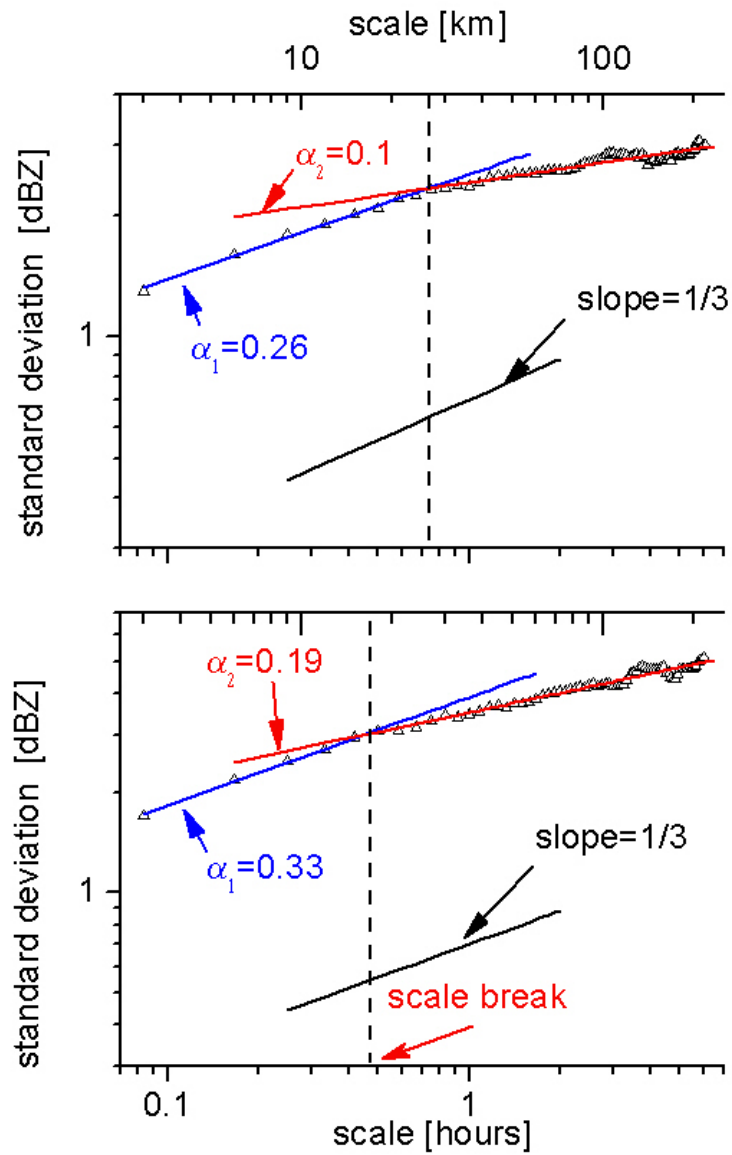 scale [km]
10 100
standard deviation [dBZ]
α2=0.1
slope=1/3
1
α1=0.26
standard deviation [dBZ]
α2=0.19
slope=1/3
α1=0.33
1
scale break
0.1 1
scale [hours]